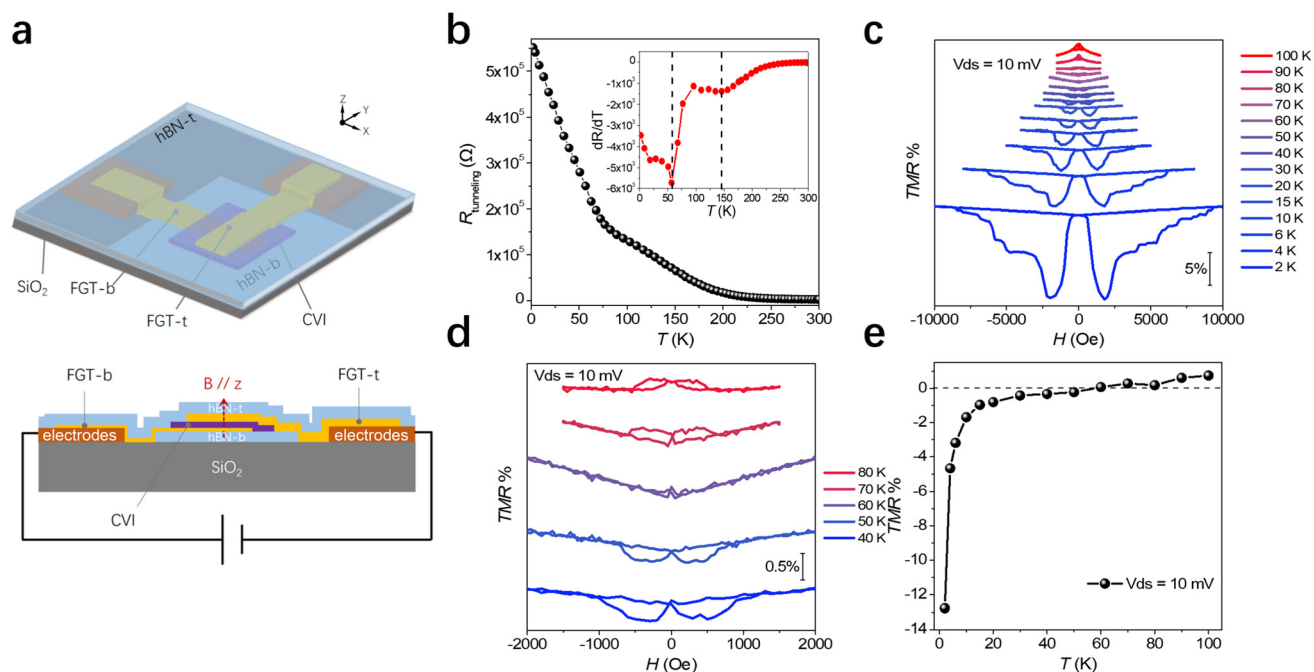 a
hBN-t
Z
Y
X
hBN-b
SiO2
FGT-b
FGT-t
CVI
FGT-b
B // z
FGT-t
hBN-t
electrodes
hBN-b
electrodes
SiO2
CVI
b
Rtunneling (Ω)
5x10^5
4x10^5
3x10^5
2x10^5
1x10^5
0
0 50 100 150 200 250 300
T (K)
dR/dT
0
-1x10^3
-2x10^3
-3x10^3
-4x10^3
-5x10^3
-6x10^3
0 50 100 150 200 250 300
T (K)
c
Vds = 10 mV
TMR %
5%
-10000 -5000 0 5000 10000
H (Oe)
100 K
90 K
80 K
70 K
60 K
50 K
40 K
30 K
20 K
15 K
10 K
6 K
4 K
2 K
d
Vds = 10 mV
TMR %
0.5%
-2000 -1000 0 1000 2000
H (Oe)
80 K
70 K
60 K
50 K
40 K
e
TMR %
0
-2
-4
-6
-8
-10
-12
-14
Vds = 10 mV
0 20 40 60 80 100
T (K)